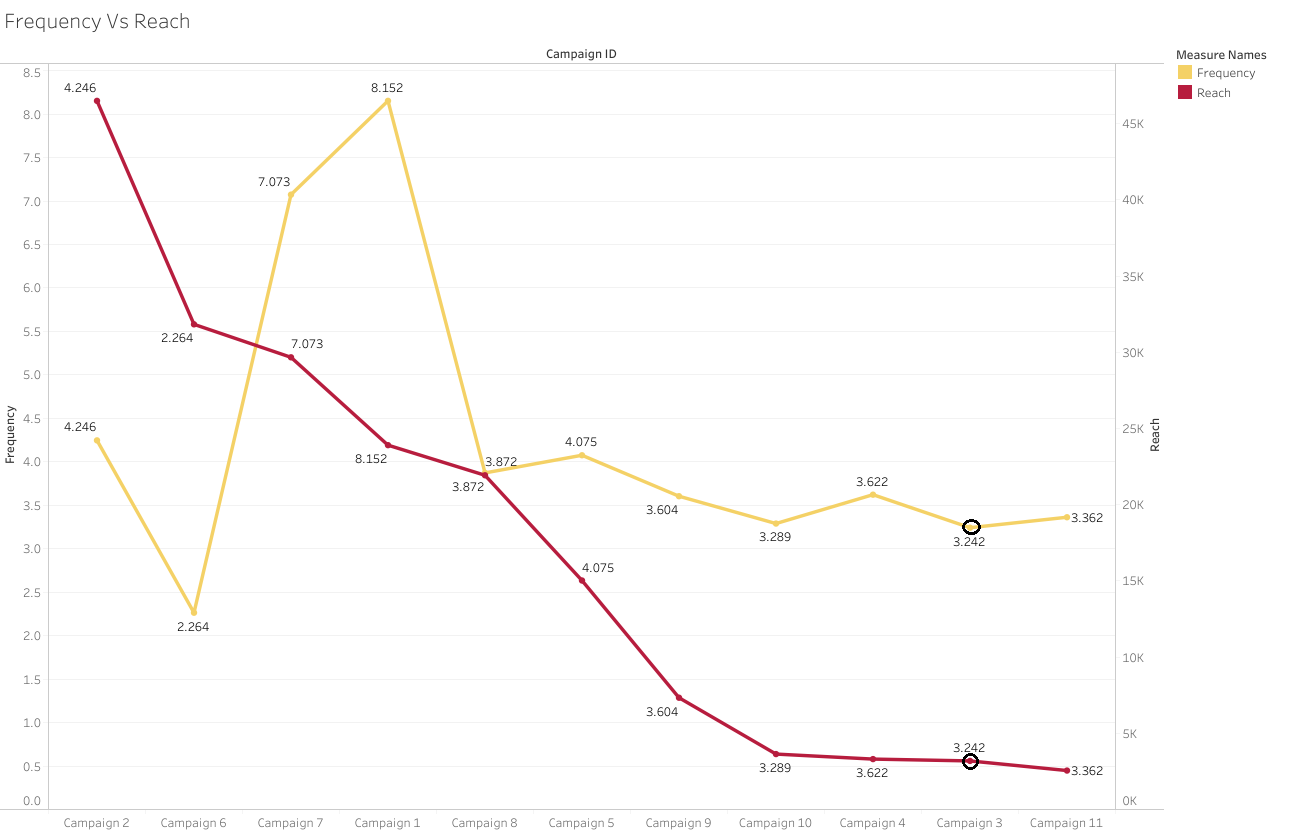 Frequency Vs Reach
Campaign ID
Measure Names
Frequency
Reach
8.5
8.0
7.5
7.0
6.5
6.0
5.5
5.0
4.5
4.0
3.5
3.0
2.5
2.0
1.5
1.0
0.5
0.0
Frequency
4.246
8.152
7.073
2.264
7.073
4.246
8.152
3.872
3.872
4.075
3.604
3.289
3.622
3.242
3.362
2.264
4.075
3.604
3.289
3.622
3.242
3.362
45K
40K
35K
30K
25K
20K
15K
10K
5K
0K
Reach
Campaign 2 Campaign 6 Campaign 7 Campaign 1 Campaign 8 Campaign 5 Campaign 9 Campaign 10 Campaign 4 Campaign 3 Campaign 11